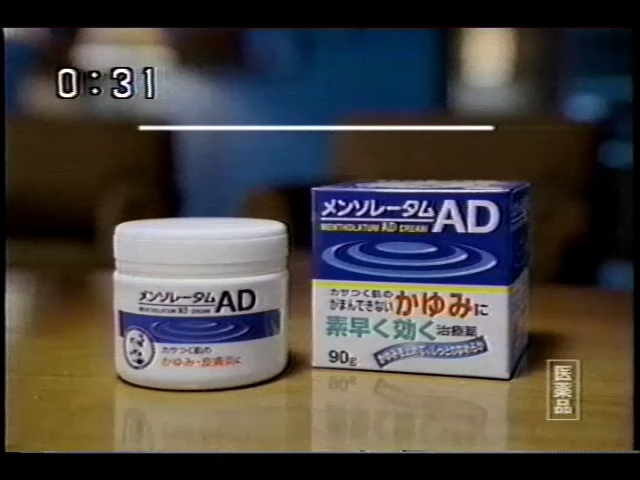 0:31
メンソレータムAD
MENTHOLATUM AD CREAM
カサつく肌の
かゆみ・皮膚炎に
メンソレータムAD
MENTHOLATUM AD CREAM
カサつく肌の
がまんできないかゆみに
素早く効く治療薬
90g
医薬品